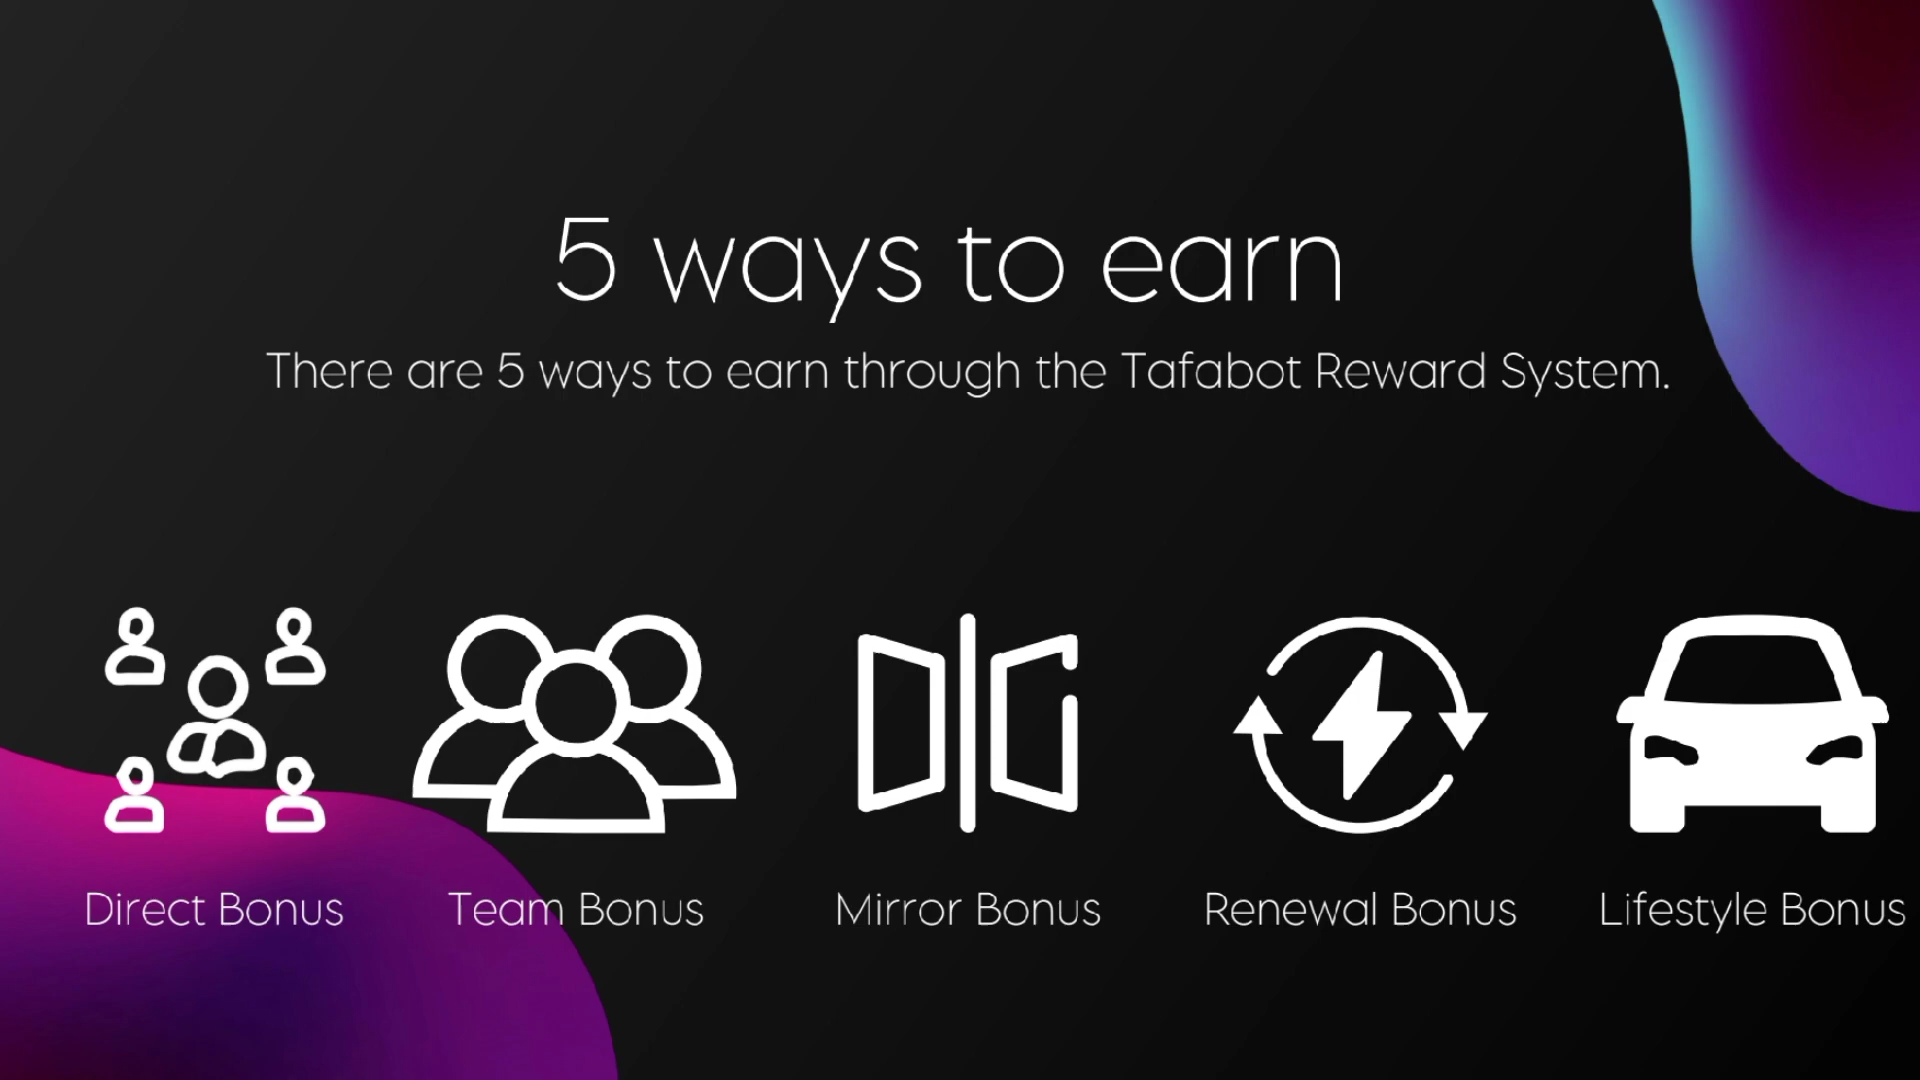 5 ways to earn
There are 5 ways to earn through the Tafabot Reward System.
Direct Bonus
Team Bonus
Mirror Bonus
Renewal Bonus
Lifestyle Bonus